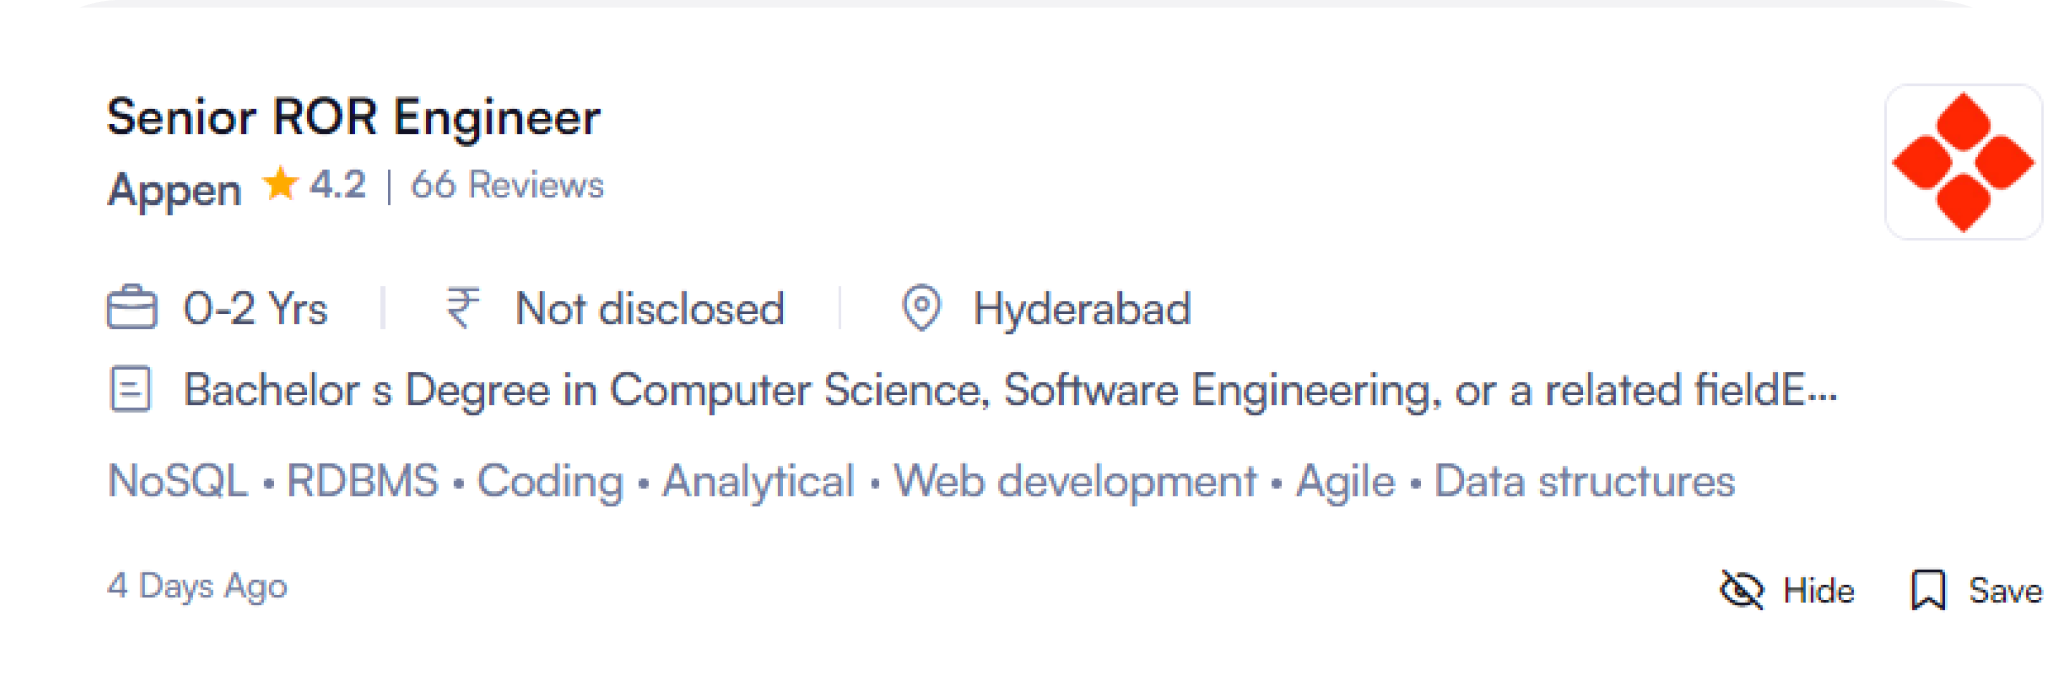 Senior ROR Engineer
Appen 4.2 | 66 Reviews
0-2 Yrs | ₹ Not disclosed | Hyderabad
Bachelor s Degree in Computer Science, Software Engineering, or a related fieldE...
NoSQL • RDBMS • Coding • Analytical • Web development • Agile • Data structures
4 Days Ago Hide Save